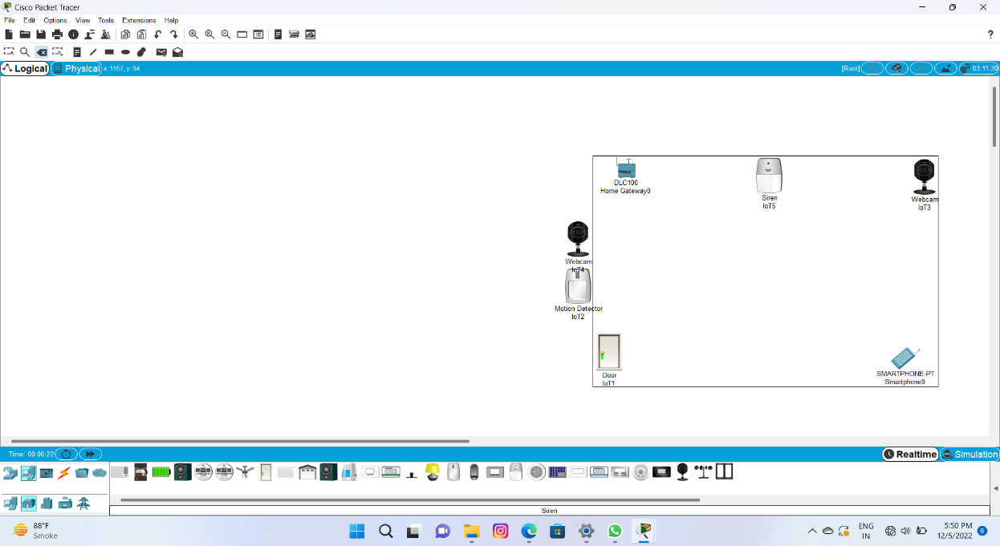 Cisco Packet Tracer
File Edit Options View Tools Extensions Help
?
Logical Physical x: 1157, y: 34 [Root] 03:11:30
DLC100
Home Gateway0
Siren
IoT5
Webcam
IoT3
Webcam
IoT4
Motion Detector
IoT2
Door
IoT1
SMARTPHONE-PT
Smartphone0
Time: 00:06:22 Realtime Simulation
Siren
88°F
Smoke
ENG
IN
5:50 PM
12/5/2022
6